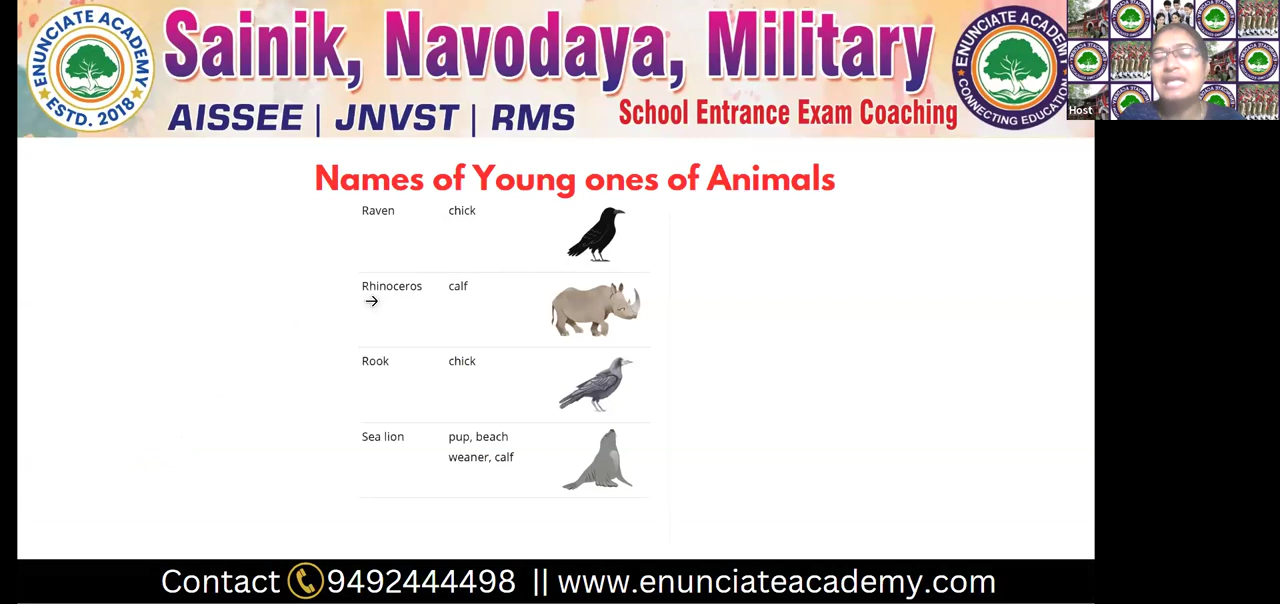 ENUNCIATE ACADEMY
ESTD. 2018
Sainik, Navodaya, Military
AISSEE | JNVST | RMS
School Entrance Exam Coaching
ENUNCIATE ACADEMY
CONNECTING EDUCATION
Host
Names of Young ones of Animals
Raven chick
Rhinoceros calf
Rook chick
Sea lion pup, beach
weaner, calf
Contact 9492444498 || www.enunciateacademy.com